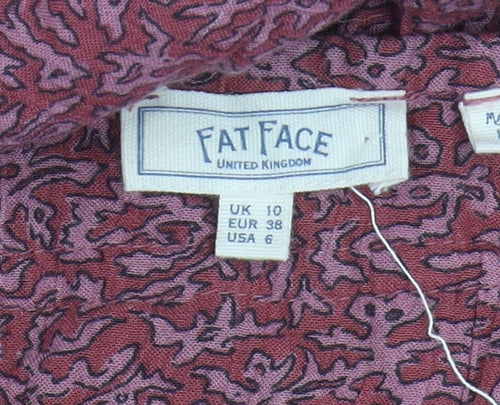 FAT FACE
UNITED KINGDOM
UK 10
EUR 38
USA 6